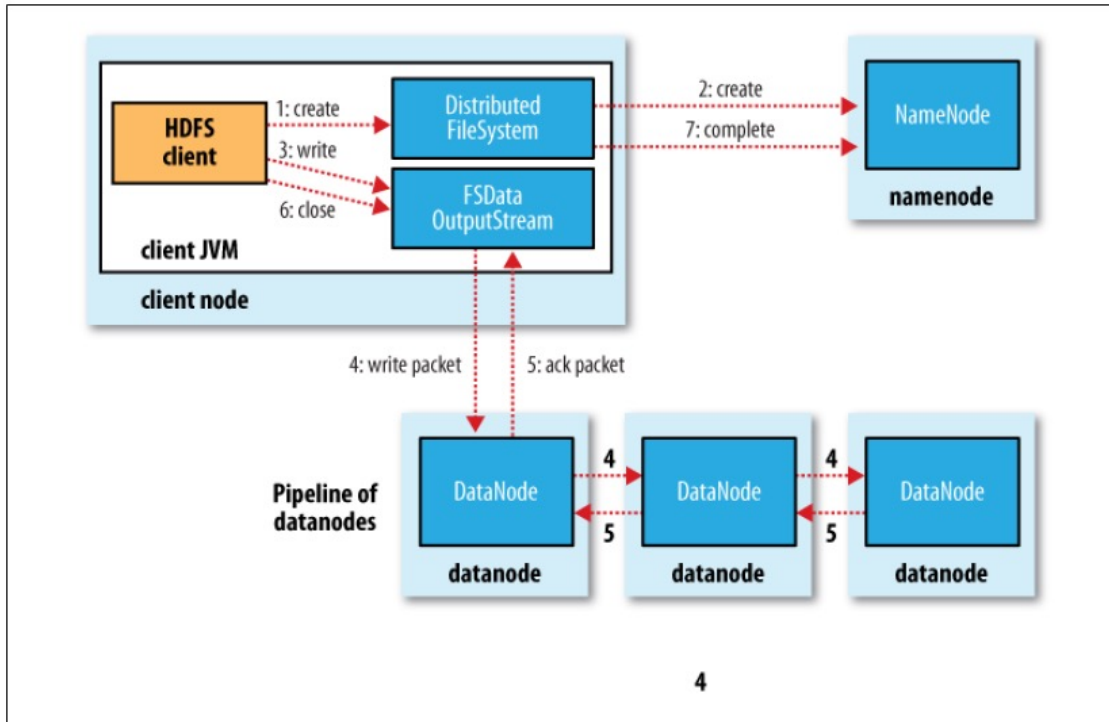 1: create
2: create
7: complete
HDFS
client
Distributed
FileSystem
NameNode
3: write
6: close
FSData
OutputStream
namenode
client JVM
client node
4: write packet
5: ack packet
Pipeline of
datanodes
DataNode
4
DataNode
4
DataNode
5
5
datanode
datanode
datanode
4